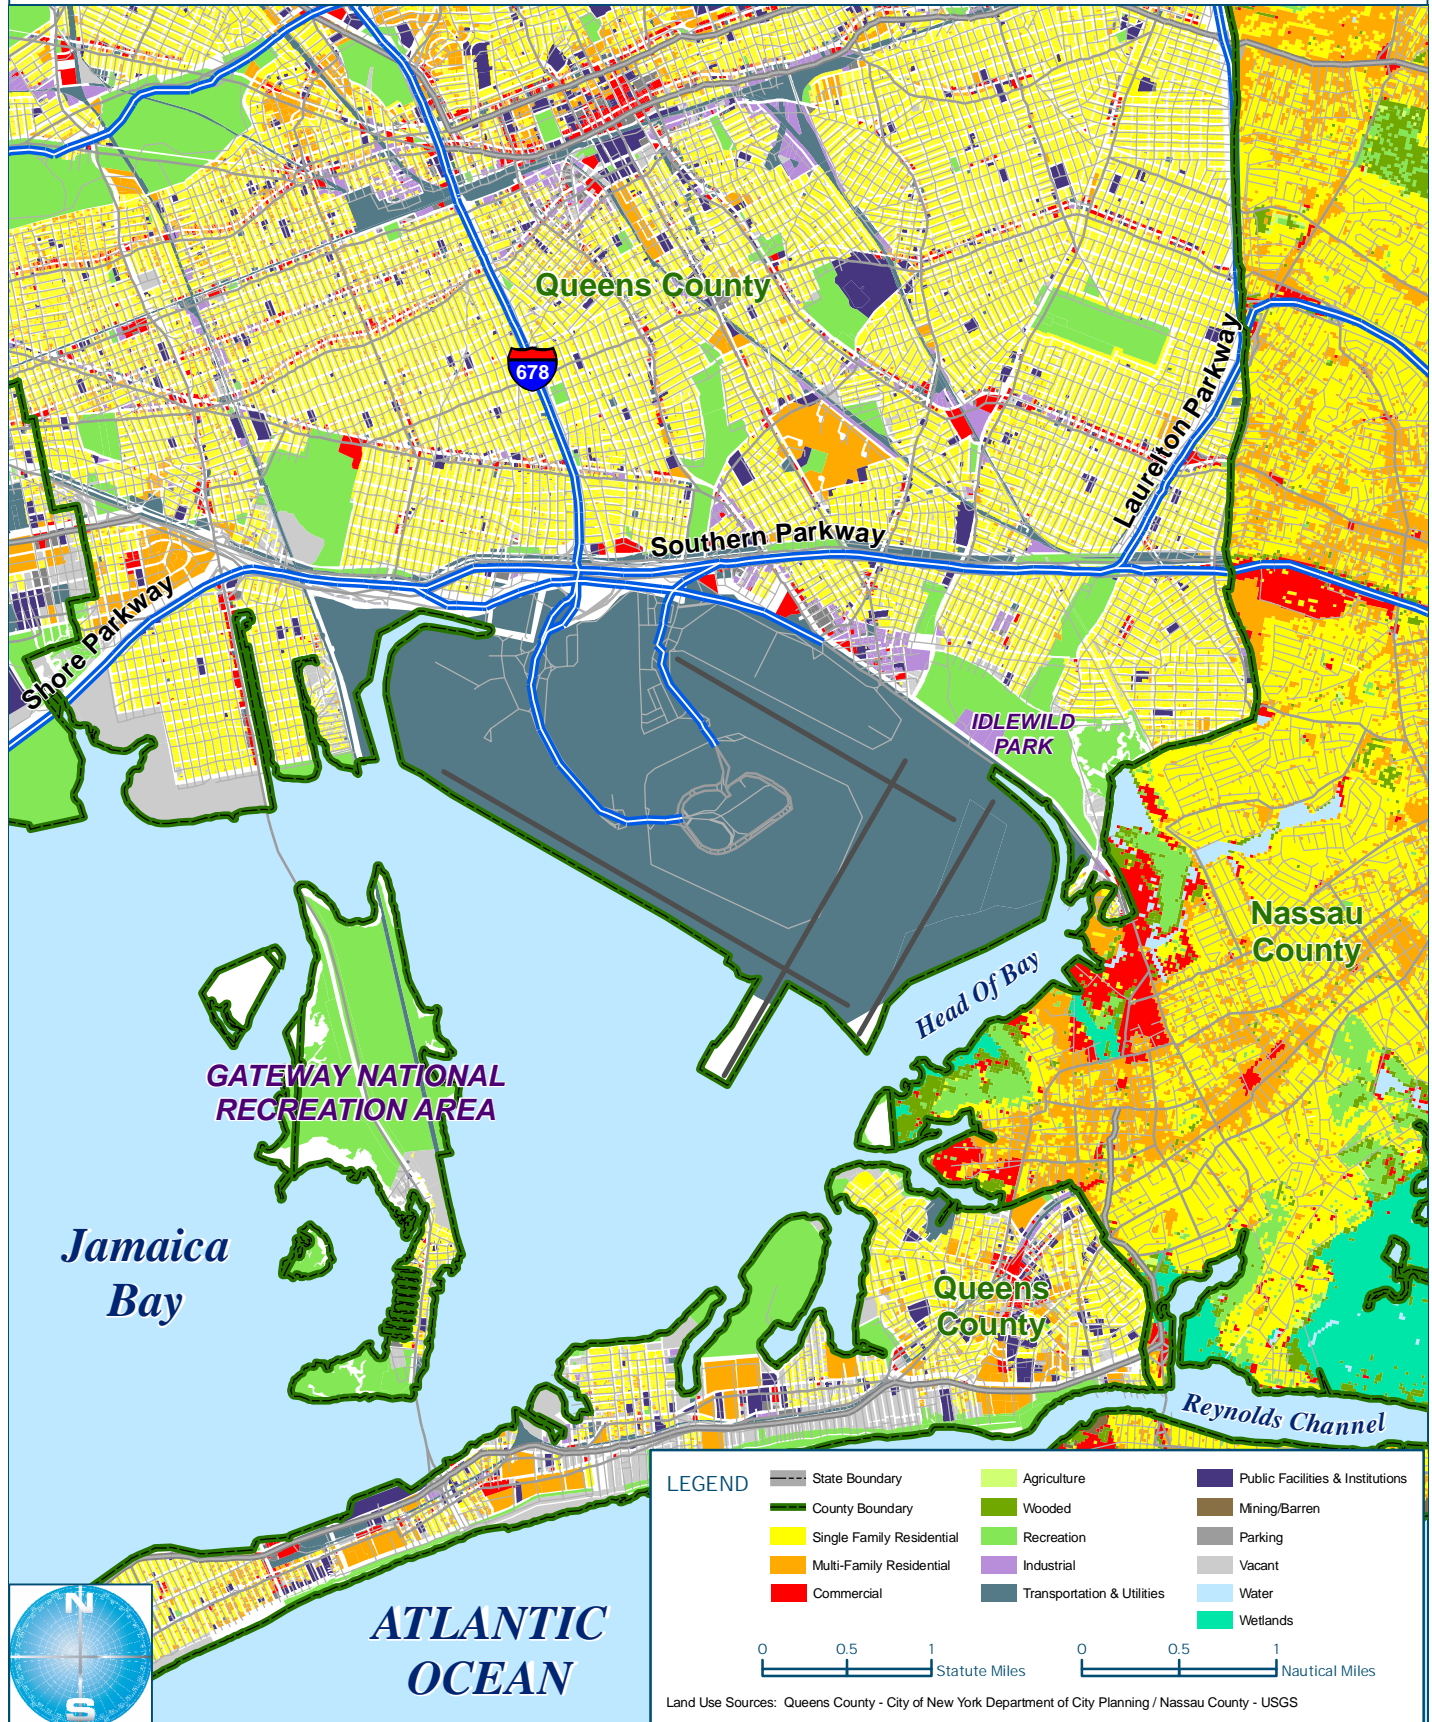 Queens County
678
Laurelton Parkway
Southern Parkway
Shore Parkway
IDLEWILD
PARK
Nassau
County
Head Of Bay
GATEWAY NATIONAL
RECREATION AREA
Jamaica
Bay
Queens
County
Reynolds Channel
ATLANTIC
OCEAN
N
S
LEGEND
State Boundary
County Boundary
Single Family Residential
Multi-Family Residential
Commercial
Agriculture
Wooded
Recreation
Industrial
Transportation & Utilities
Public Facilities & Institutions
Mining/Barren
Parking
Vacant
Water
Wetlands
0 0.5 1 Statute Miles
0 0.5 1 Nautical Miles
Land Use Sources: Queens County - City of New York Department of City Planning / Nassau County - USGS